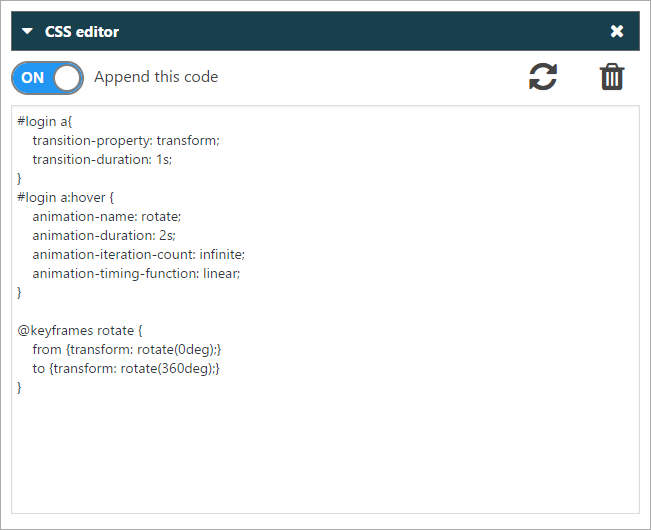 CSS editor
ON Append this code
#login a{
    transition-property: transform;
    transition-duration: 1s;
}
#login a:hover {
    animation-name: rotate;
    animation-duration: 2s;
    animation-iteration-count: infinite;
    animation-timing-function: linear;
}

@keyframes rotate {
    from {transform: rotate(0deg);}
    to {transform: rotate(360deg);}
}